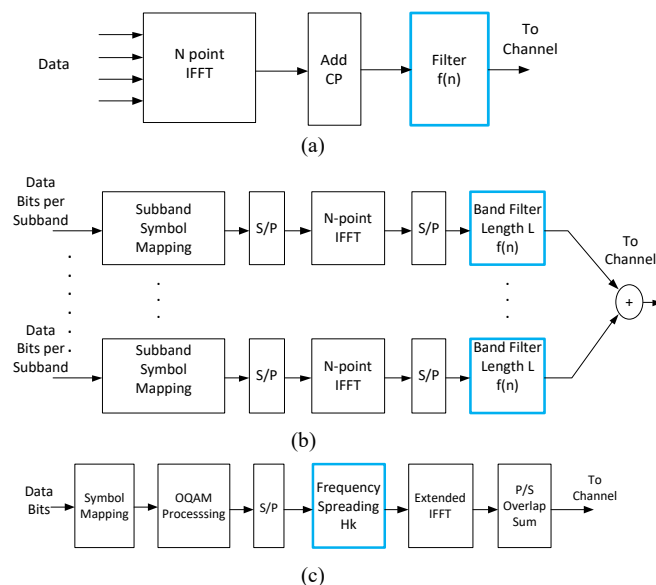 Data
N point
IFFT
Add
CP
Filter
f(n)
To
Channel
(a)
Data
Bits per
Subband
Subband
Symbol
Mapping
S/P
N-point
IFFT
S/P
Band Filter
Length L
f(n)
To
Channel
+
Data
Bits per
Subband
Subband
Symbol
Mapping
S/P
N-point
IFFT
S/P
Band Filter
Length L
f(n)
(b)
Data
Bits
Symbol
Mapping
OQAM
Processsing
S/P
Frequency
Spreading
Hk
Extended
IFFT
P/S
Overlap
Sum
To
Channel
(c)